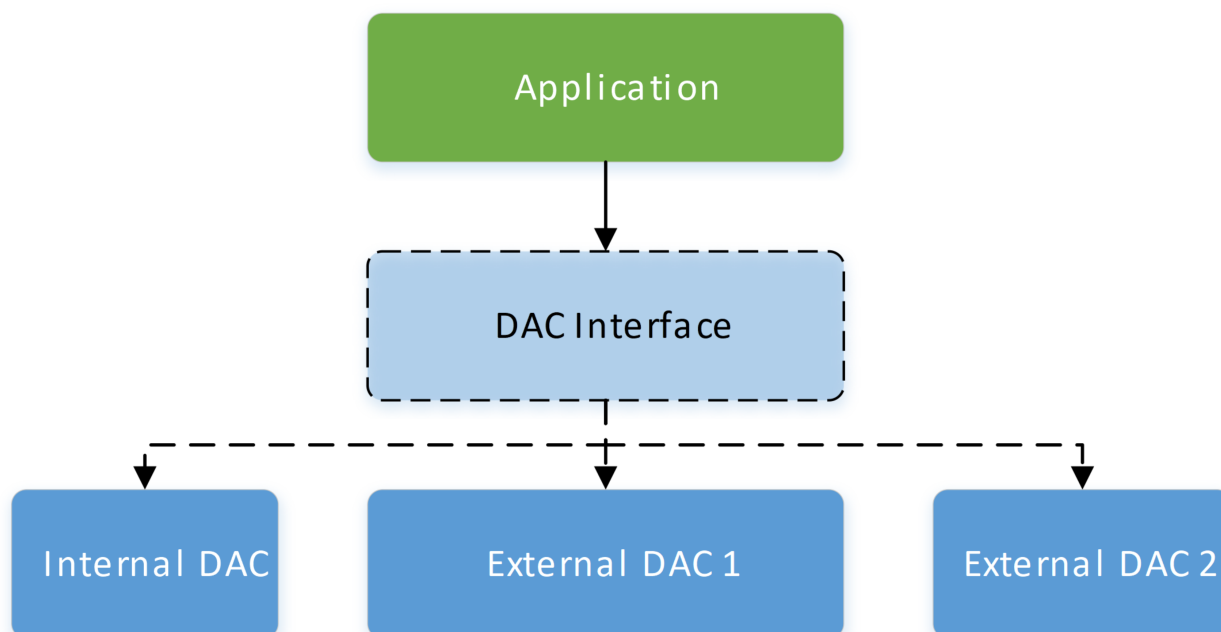 Application
DAC Interface
Internal DAC
External DAC 1
External DAC 2